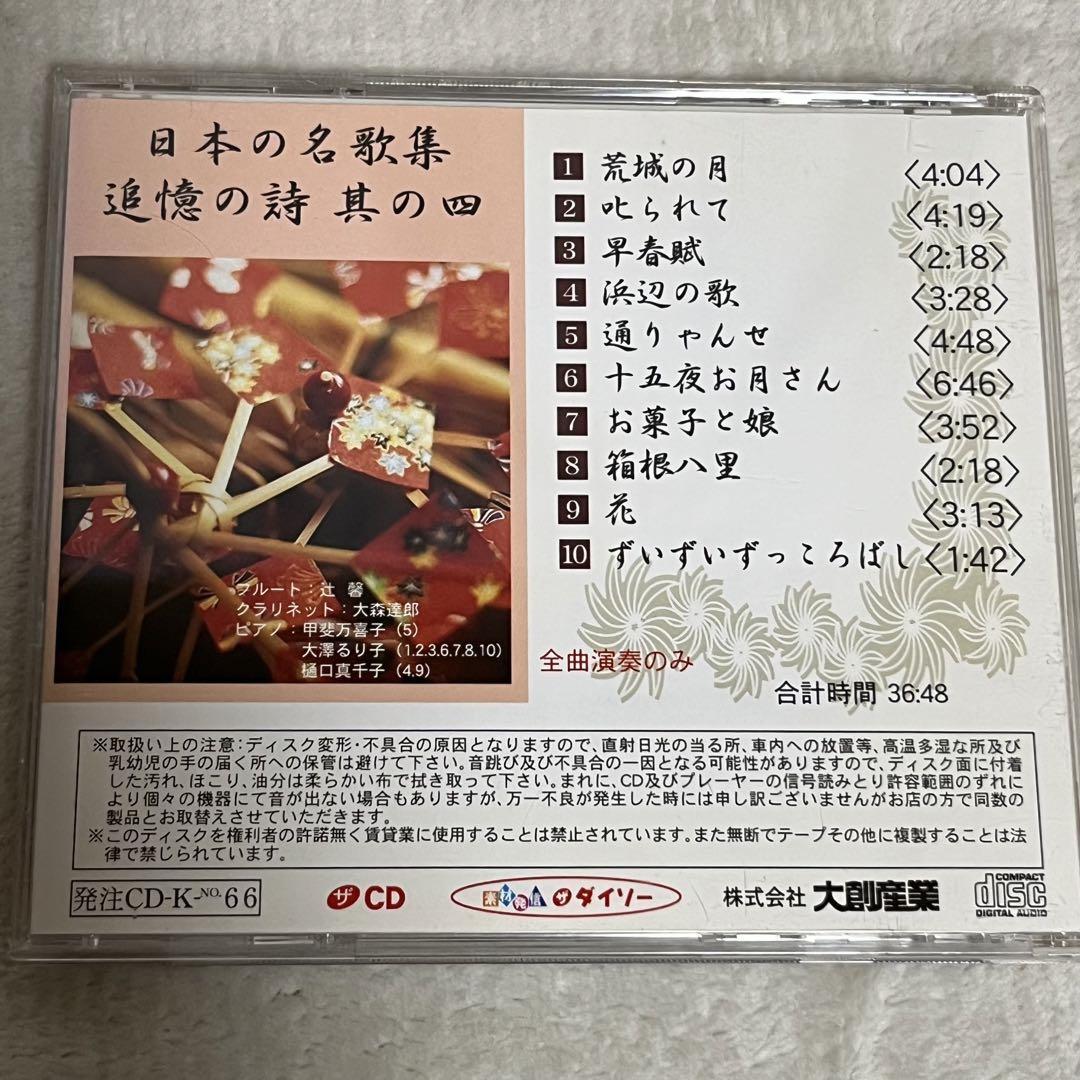 日本の名歌集
追憶の詩 其の四
1 荒城の月 〈4:04〉
2 叱られて 〈4:19〉
3 早春賦 〈2:18〉
4 浜辺の歌 〈3:28〉
5 通りゃんせ 〈4:48〉
6 十五夜お月さん 〈6:46〉
7 お菓子と娘 〈3:52〉
8 箱根八里 〈2:18〉
9 花 〈3:13〉
10 ずいずいずっころばし〈1:42〉
フルート：辻 馨
クラリネット：大森達郎
ピアノ：甲斐万喜子（5）
大澤るり子（1.2.3.6.7.8.10）
樋口真千子（4.9）
全曲演奏のみ
合計時間 36:48
※取扱い上の注意：ディスク変形・不具合の原因となりますので、直射日光の当る所、車内への放置等、高温多湿な所及び
乳幼児の手の届く所への保管は避けて下さい。音跳び及び不具合の一因となる可能性がありますので、ディスク面に付着
した汚れ、ほこり、油分は柔らかい布で拭き取って下さい。まれに、CD及びプレーヤーの信号読みとり許容範囲のずれに
より個々の機器にて音が出ない場合もありますが、万一不良が発生した時には申し訳ございませんがお店の方で同数の
製品とお取替えさせていただきます。
※このディスクを権利者の許諾無く賃貸業に使用することは禁止されています。また無断でテープその他に複製することは法
律で禁じられています。
発注CD-K-NO.66
ザCD
素材発信 ザダイソー
株式会社 大創産業
COMPACT
disc
DIGITAL AUDIO